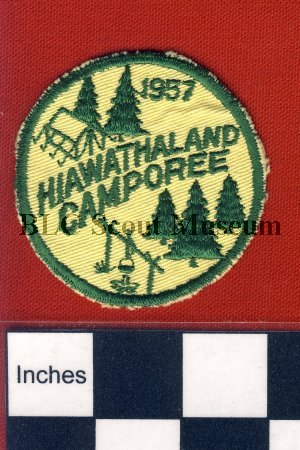 1957
HIAWATHALAND
CAMPOREE
BLC Scout Museum
Inches